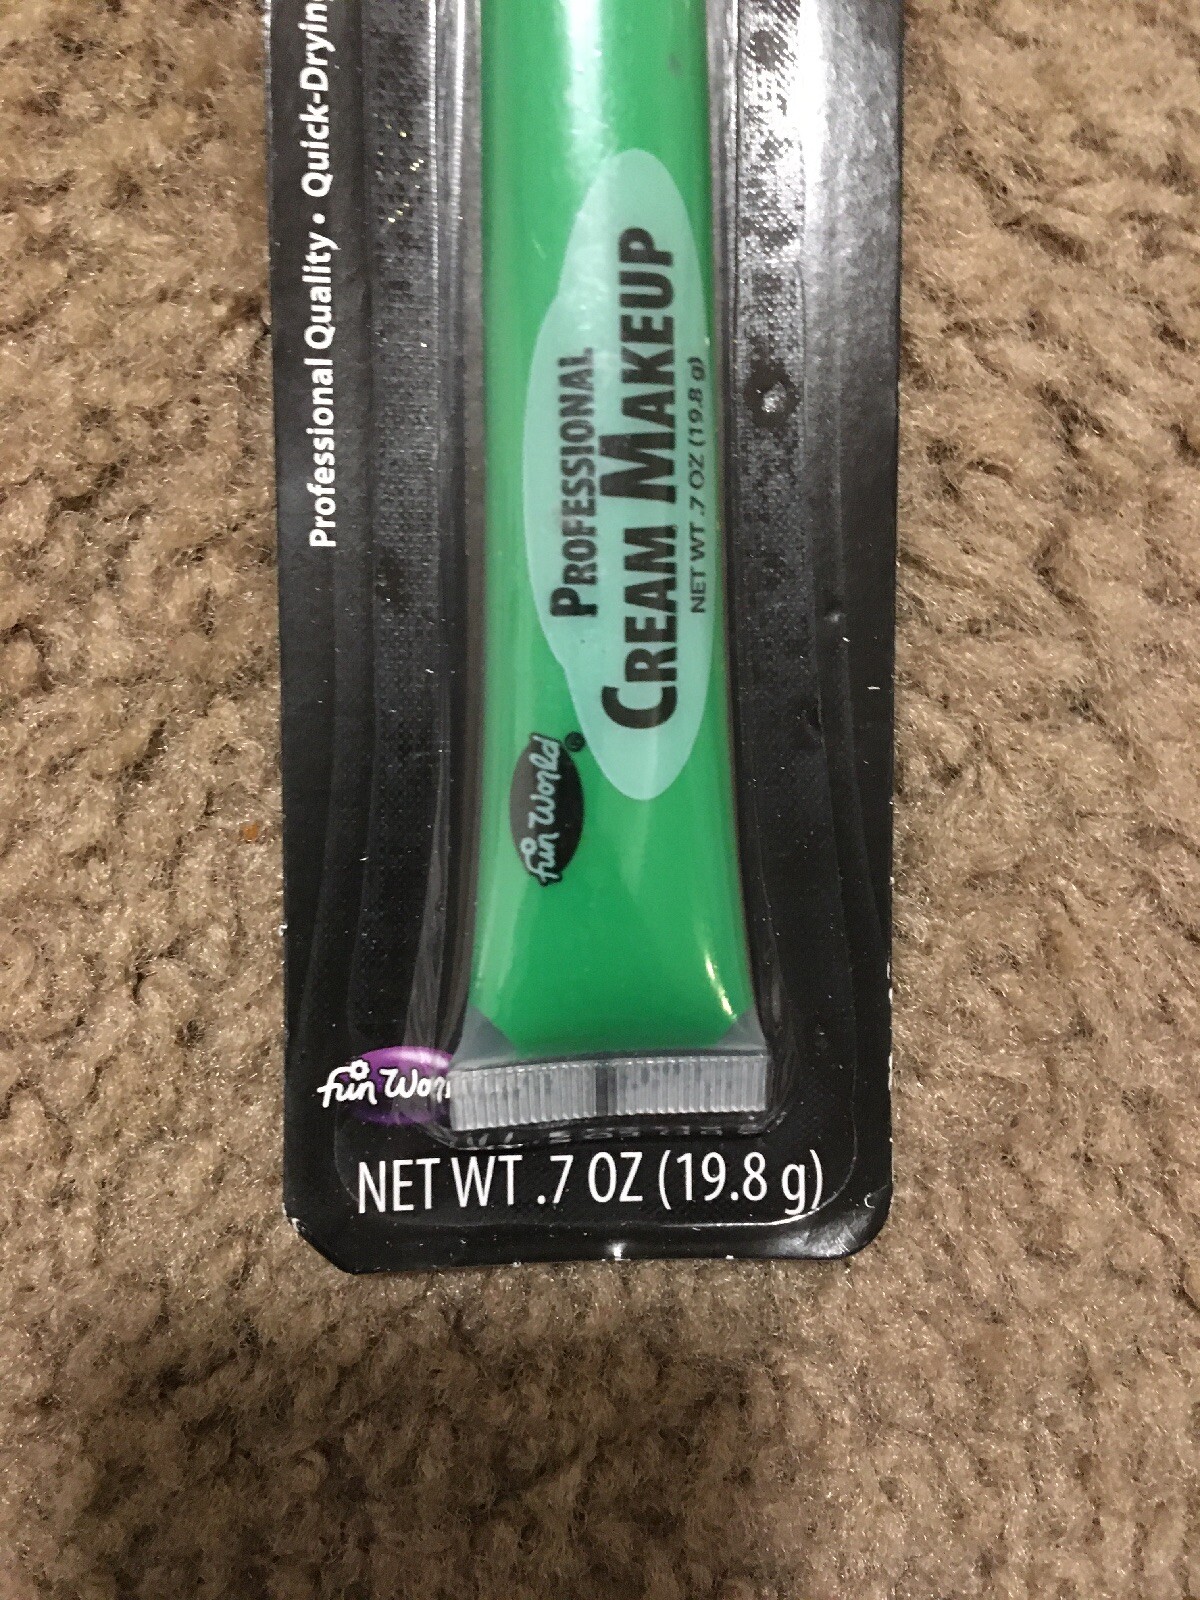 Professional Quality • Quick-Drying
PROFESSIONAL
CREAM MAKEUP
NET WT .7 OZ (19.8 g)
fun World®
fun Wor
NET WT .7 OZ (19.8 g)